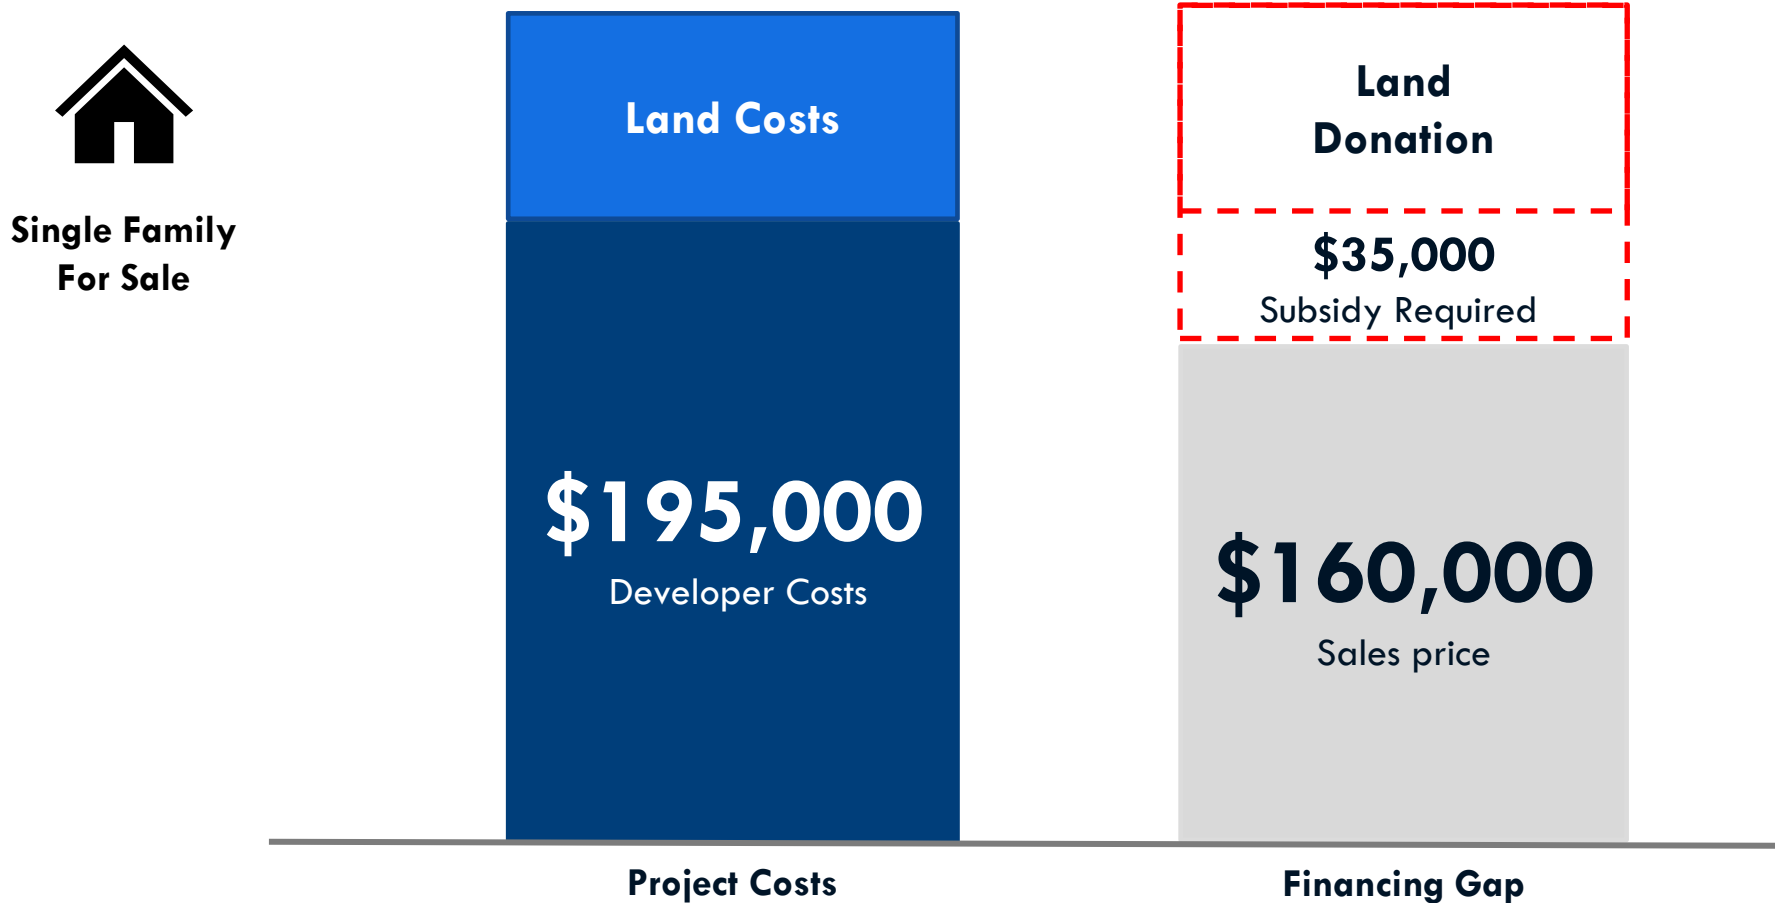 Single Family
For Sale
Land Costs
$195,000
Developer Costs
Project Costs
Land
Donation
$35,000
Subsidy Required
$160,000
Sales price
Financing Gap